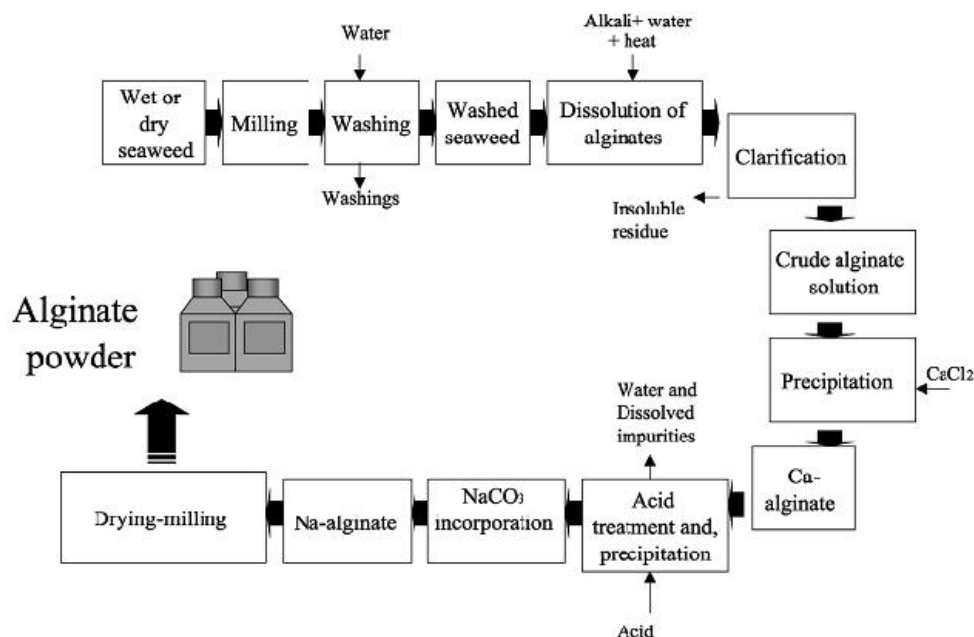 Water
Alkali+ water
+ heat
Wet or
dry
seaweed
Milling
Washing
Washed
seaweed
Dissolution of
alginates
Clarification
Washings
Insoluble
residue
Crude alginate
solution
Alginate
powder
Precipitation
CaCl2
Water and
Dissolved
impurities
Ca-
alginate
Drying-milling
Na-alginate
NaCO3
incorporation
Acid
treatment and,
precipitation
Acid